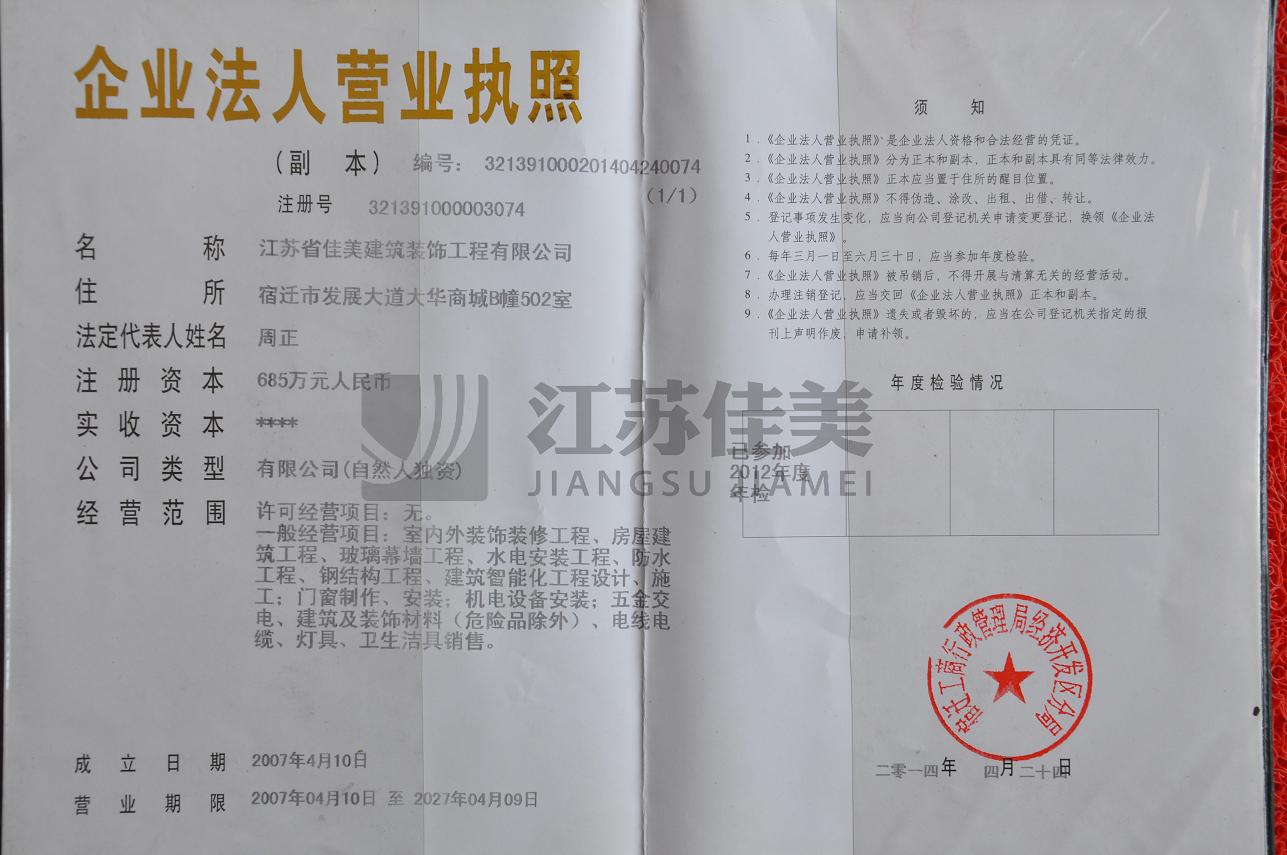 企业法人营业执照
(副 本) 编号: 321391000201404240074
(1/1)
注册号 321391000003074
名称 江苏省佳美建筑装饰工程有限公司
住所 宿迁市发展大道大华商城B幢502室
法定代表人姓名 周正
注册资本 685万元人民币
实收资本 ****
公司类型 有限公司(自然人独资)
经营范围 许可经营项目:无。
一般经营项目:室内外装饰装修工程、房屋建
筑工程、玻璃幕墙工程、水电安装工程、防水
工程、钢结构工程、建筑智能化工程设计、施
工;门窗制作、安装;机电设备安装;五金交
电、建筑及装饰材料(危险品除外)、电线电
缆、灯具、卫生洁具销售。
成立日期 2007年4月10日
营业期限 2007年04月10日 至 2027年04月09日
江苏佳美
JIANGSU JIAMEI
须 知
1.《企业法人营业执照》是企业法人资格和合法经营的凭证。
2.《企业法人营业执照》分为正本和副本,正本和副本具有同等法律效力。
3.《企业法人营业执照》正本应当置于住所的醒目位置。
4.《企业法人营业执照》不得伪造、涂改、出租、出借、转让。
5.登记事项发生变化,应当向公司登记机关申请变更登记,换领《企业法
人营业执照》。
6.每年三月一日至六月三十日,应当参加年度检验。
7.《企业法人营业执照》被吊销后,不得开展与清算无关的经营活动。
8.办理注销登记,应当交回《企业法人营业执照》正本和副本。
9.《企业法人营业执照》遗失或者毁坏的,应当在公司登记机关指定的报
刊上声明作废,申请补领。
年度检验情况
已参加
2012年度
年检
宿迁工商行政管理局经济开发区分局
二零一四年 四月二十四日